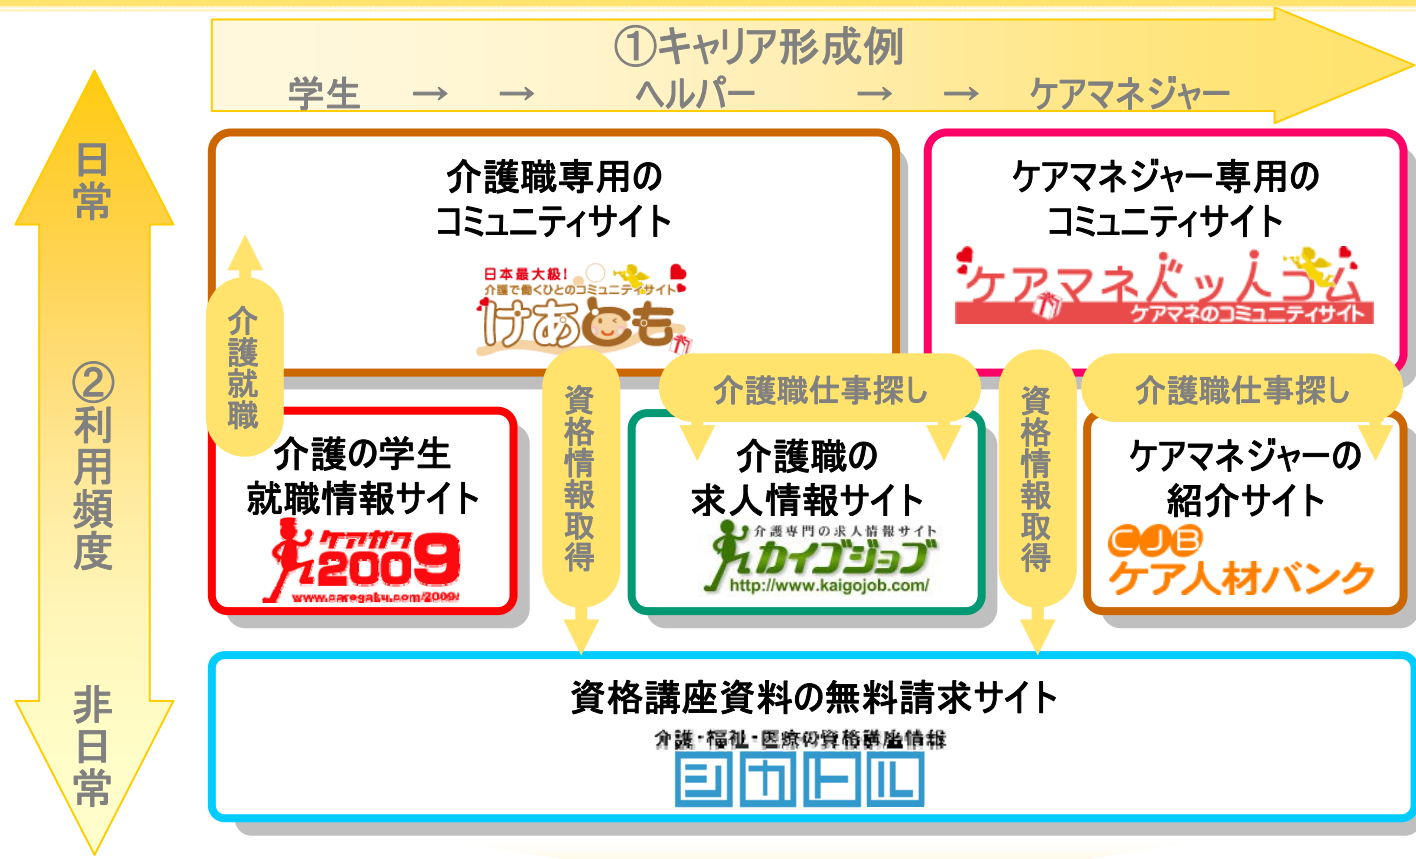 ①キャリア形成例
学生 → → ヘルパー → → ケアマネジャー
日常
②利用頻度
非日常
介護職専用の
コミュニティサイト
日本最大級!
介護で働くひとのコミュニティサイト
けあとも
ケアマネジャー専用の
コミュニティサイト
ケアマネドットコム
ケアマネのコミュニティサイト
介護就職
資格情報取得
介護職仕事探し
資格情報取得
介護職仕事探し
介護の学生
就職情報サイト
ケアガク
2009
www.caregaku.com/2009/
介護職の
求人情報サイト
介護専門の求人情報サイト
カイゴジョブ
http://www.kaigojob.com/
ケアマネジャーの
紹介サイト
CJB
ケア人材バンク
資格講座資料の無料請求サイト
介護・福祉・医療の資格講座情報
シカトル